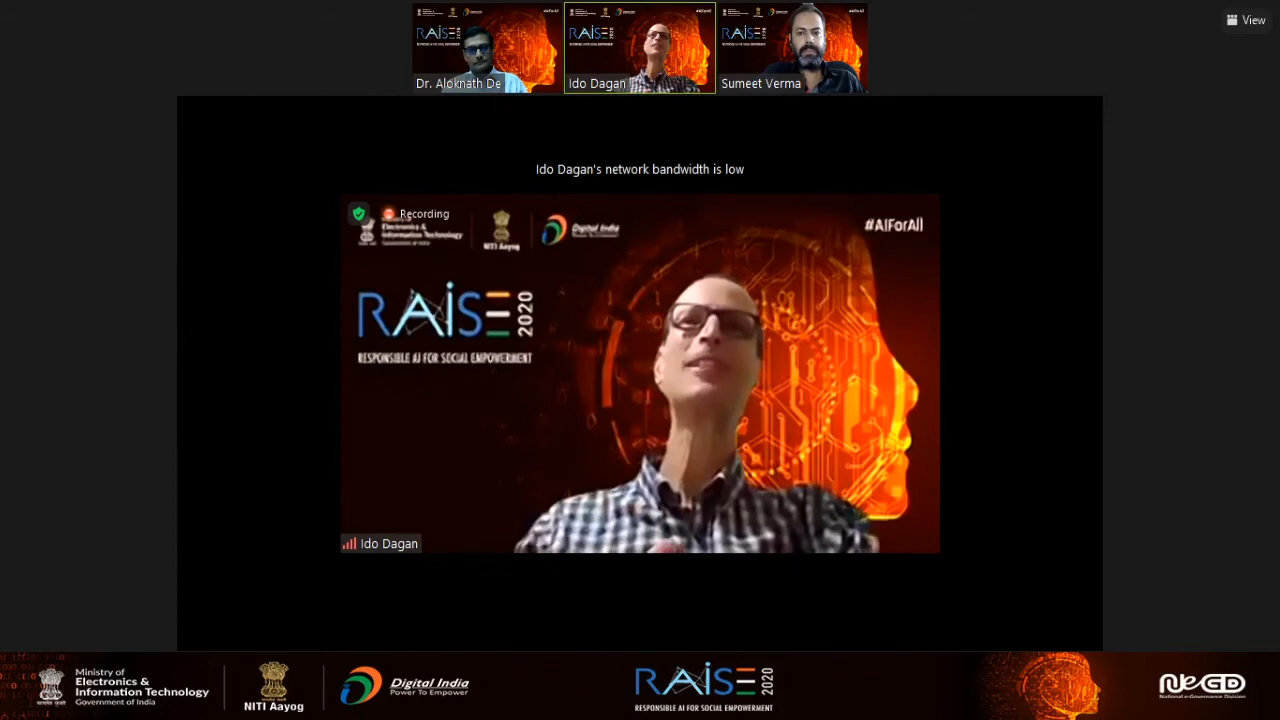 View
Dr. Aloknath De
Ido Dagan
Sumeet Verma
Ido Dagan's network bandwidth is low
Recording
Electronics &
Information Technology
NITI Aayog
Digital India
#AIForAll
RAISE 2020
RESPONSIBLE AI FOR SOCIAL EMPOWERMENT
Ido Dagan
Ministry of
Electronics &
Information Technology
Government of India
NITI Aayog
Digital India
Power To Empower
RAISE 2020
RESPONSIBLE AI FOR SOCIAL EMPOWERMENT
NeGD
National e-Governance Division